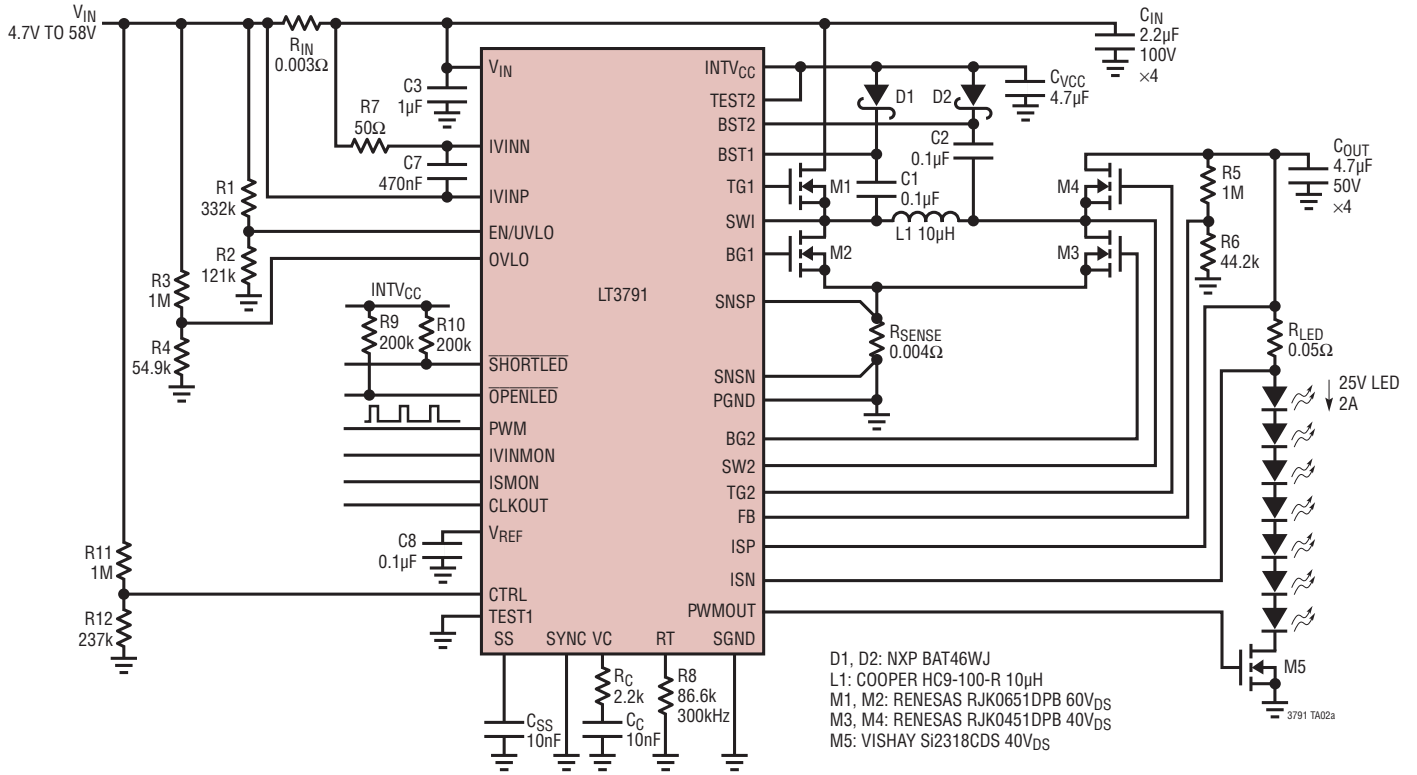 VIN
4.7V TO 58V
RIN
0.003Ω
CIN
2.2µF
100V
×4
C3
1µF
R7
50Ω
C7
470nF
R1
332k
R2
121k
R3
1M
R4
54.9k
INTVCC
R9
200k
R10
200k
R11
1M
R12
237k
C8
0.1µF
VIN
IVINN
IVINP
EN/UVLO
OVLO
SHORTLED
OPENLED
PWM
IVINMON
ISMON
CLKOUT
VREF
CTRL
TEST1
SS
SYNC
VC
RT
SGND
LT3791
INTVCC
TEST2
BST2
BST1
TG1
SWI
BG1
SNSP
SNSN
PGND
BG2
SW2
TG2
FB
ISP
ISN
PWMOUT
D1
D2
CVCC
4.7µF
C2
0.1µF
C1
0.1µF
M1
M2
L1 10µH
M4
M3
RSENSE
0.004Ω
COUT
4.7µF
50V
×4
R5
1M
R6
44.2k
RLED
0.05Ω
25V LED
2A
M5
CSS
10nF
RC
2.2k
CC
10nF
R8
86.6k
300kHz
D1, D2: NXP BAT46WJ
L1: COOPER HC9-100-R 10µH
M1, M2: RENESAS RJK0651DPB 60VDS
M3, M4: RENESAS RJK0451DPB 40VDS
M5: VISHAY Si2318CDS 40VDS
3791 TA02a